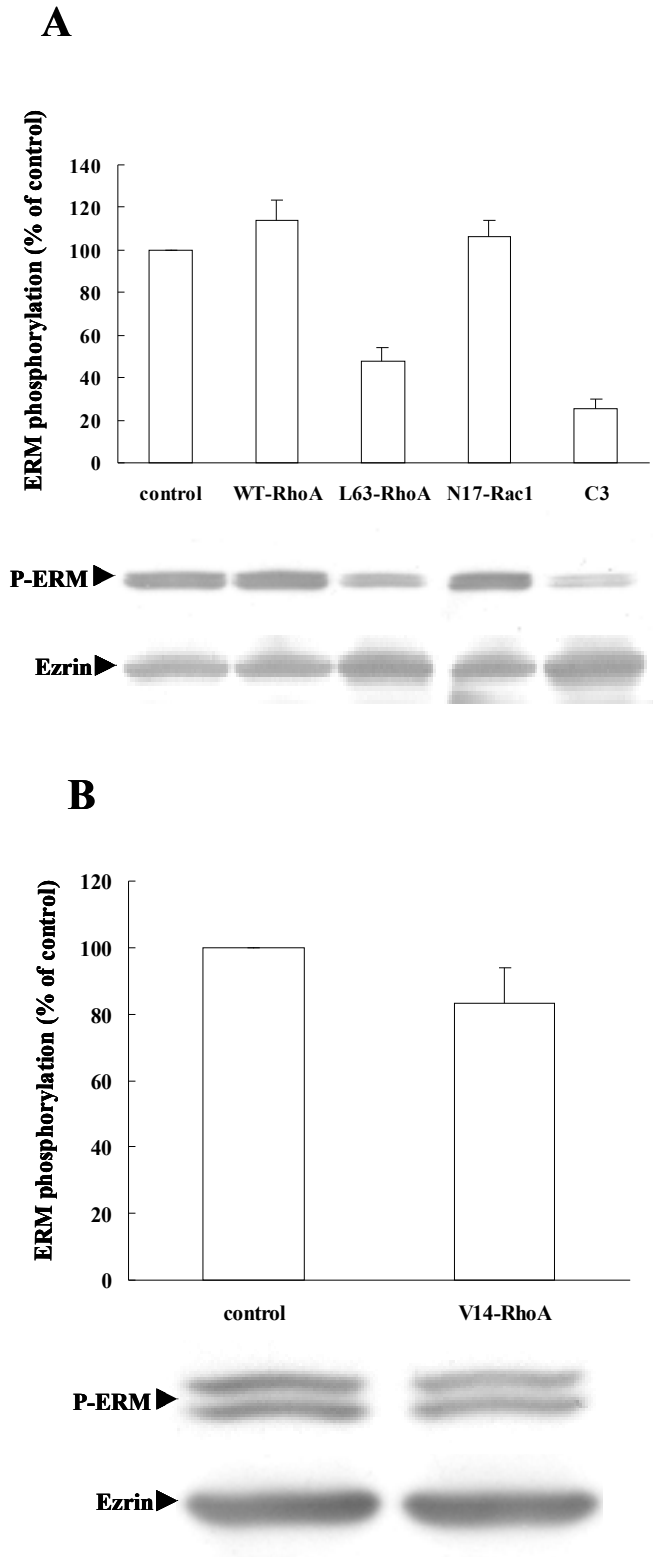 A
ERM phosphorylation (% of control)
140
120
100
80
60
40
20
0
control WT-RhoA L63-RhoA N17-Rac1 C3
P-ERM
Ezrin
B
ERM phosphorylation (% of control)
120
100
80
60
40
20
0
control V14-RhoA
P-ERM
Ezrin